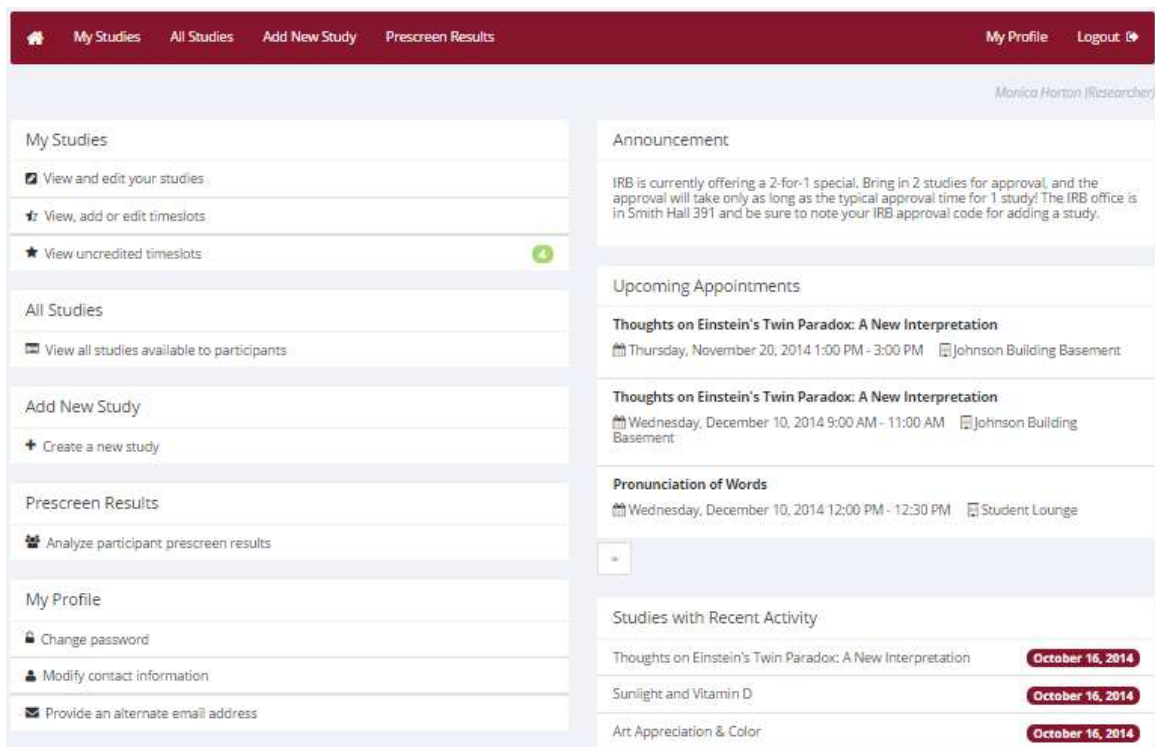 My Studies All Studies Add New Study Prescreen Results My Profile Logout
Monica Horton (Researcher)
My Studies
View and edit your studies
View, add or edit timeslots
View uncredited timeslots 4
All Studies
View all studies available to participants
Add New Study
Create a new study
Prescreen Results
Analyze participant prescreen results
My Profile
Change password
Modify contact information
Provide an alternate email address
Announcement
IRB is currently offering a 2-for-1 special. Bring in 2 studies for approval, and the
approval will take only as long as the typical approval time for 1 study! The IRB office is
in Smith Hall 391 and be sure to note your IRB approval code for adding a study.
Upcoming Appointments
Thoughts on Einstein's Twin Paradox: A New Interpretation
Thursday, November 20, 2014 1:00 PM - 3:00 PM Johnson Building Basement
Thoughts on Einstein's Twin Paradox: A New Interpretation
Wednesday, December 10, 2014 9:00 AM - 11:00 AM Johnson Building
Basement
Pronunciation of Words
Wednesday, December 10, 2014 12:00 PM - 12:30 PM Student Lounge
»
Studies with Recent Activity
Thoughts on Einstein's Twin Paradox: A New Interpretation October 16, 2014
Sunlight and Vitamin D October 16, 2014
Art Appreciation & Color October 16, 2014